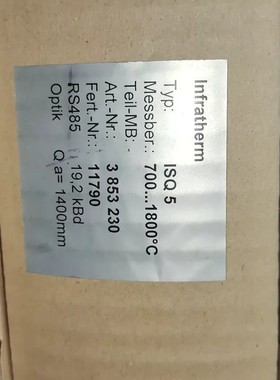 Infratherm
Typ: ISQ 5
Messber.: 700...1800°C
Teil-MB: -
Art.-Nr.: 3 853 230
Fert.-Nr.: 11790
RS485 19,2 kBd
Optik Q a= 1400mm